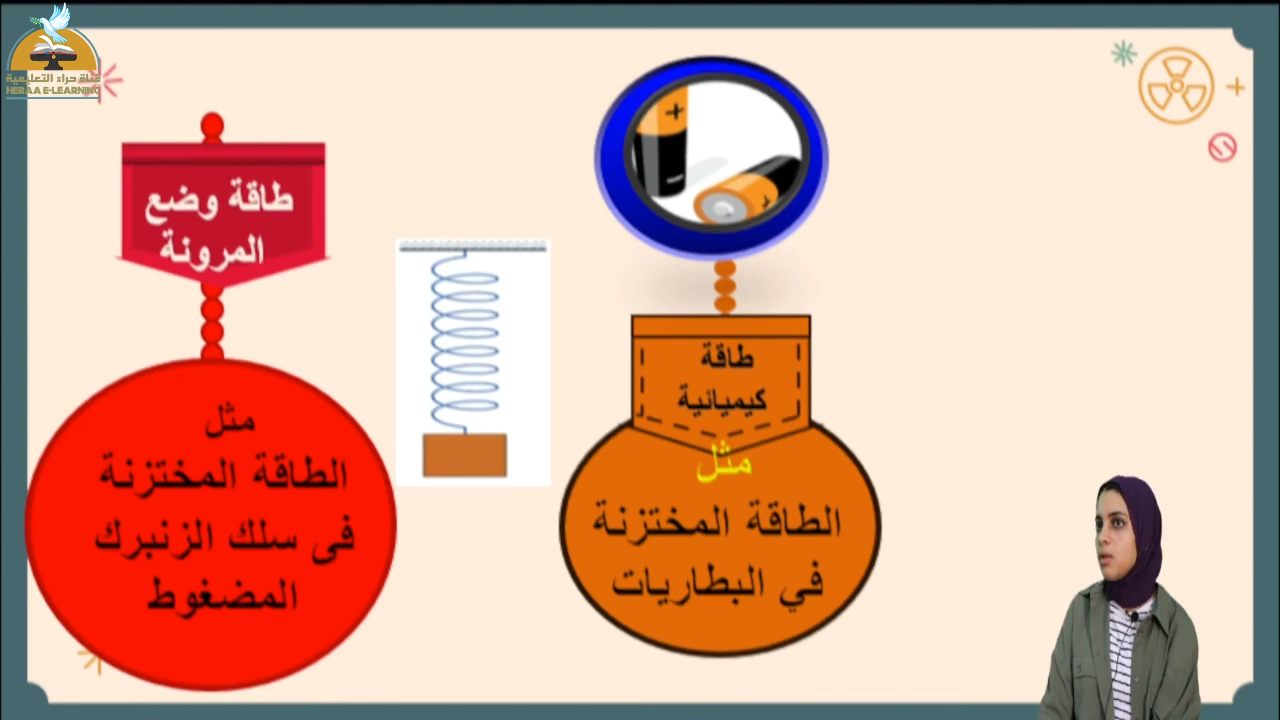 قناة حراء التعليمية
HERAA E-LEARNING
طاقة
كيميائية
مثل
الطاقة المختزنة
في البطاريات
طاقة وضع
المرونة
مثل
الطاقة المختزنة
فى سلك الزنبرك
المضغوط